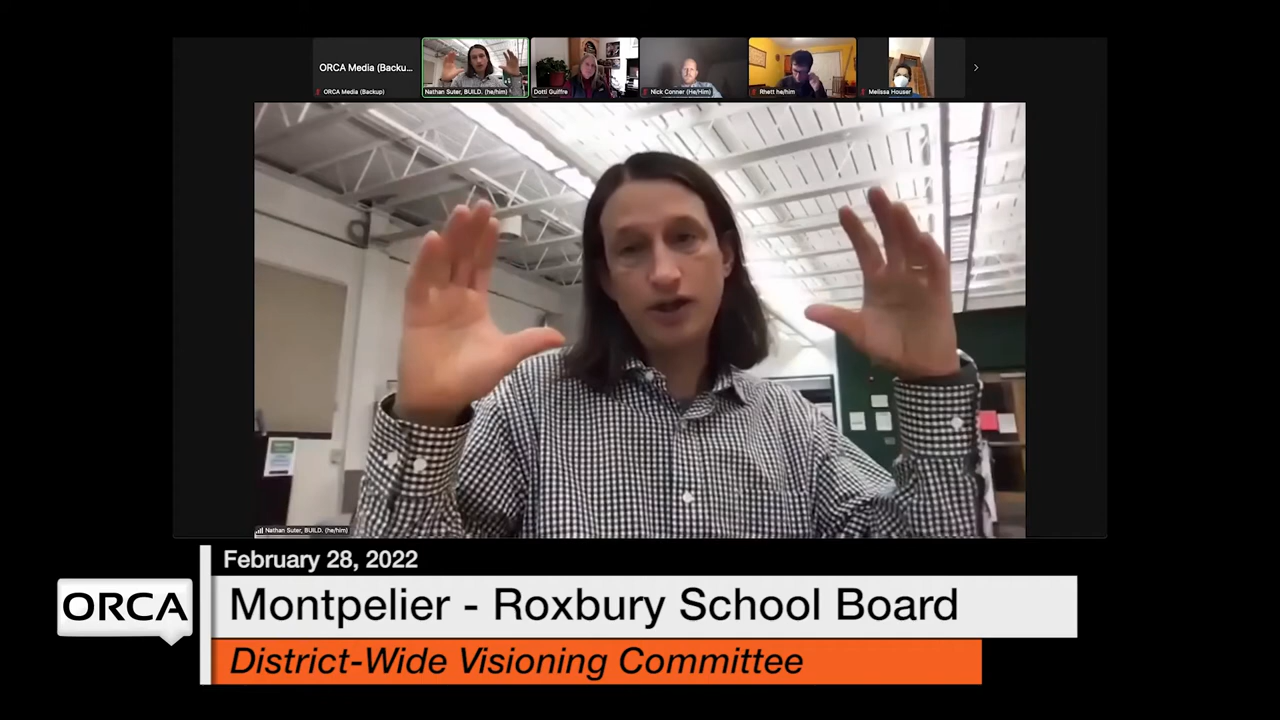 ORCA Media (Backu...
ORCA Media (Backup)
Nathan Suter, BUILD. (he/him)
Dotti Guiffre
Nick Conner (He/Him)
Rhett he/him
Melissa Houser
Nathan Suter, BUILD. (he/him)
February 28, 2022
ORCA
Montpelier - Roxbury School Board
District-Wide Visioning Committee